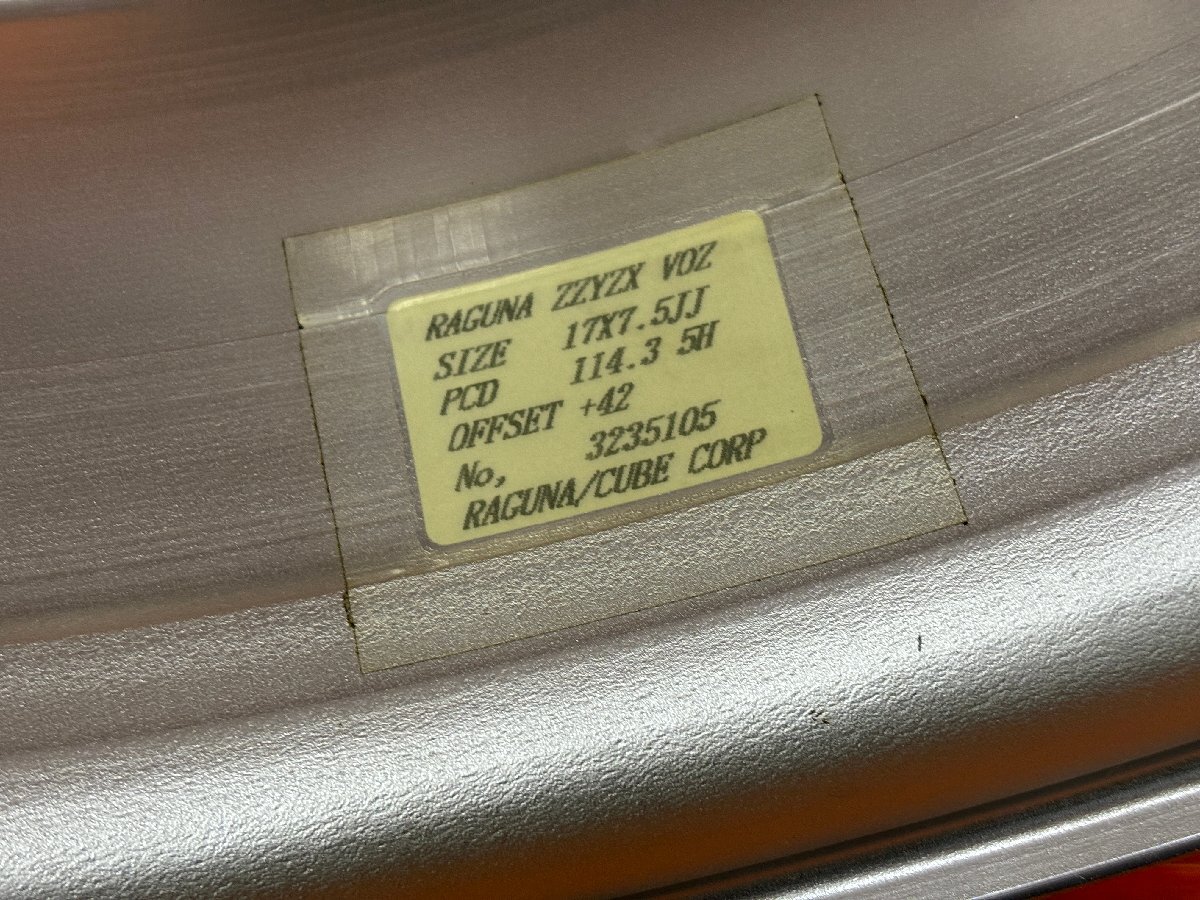 RAGUNA ZZYZX VOZ
SIZE 17X7.5JJ
PCD 114.3 5H
OFFSET +42
No, 3235105
RAGUNA/CUBE CORP